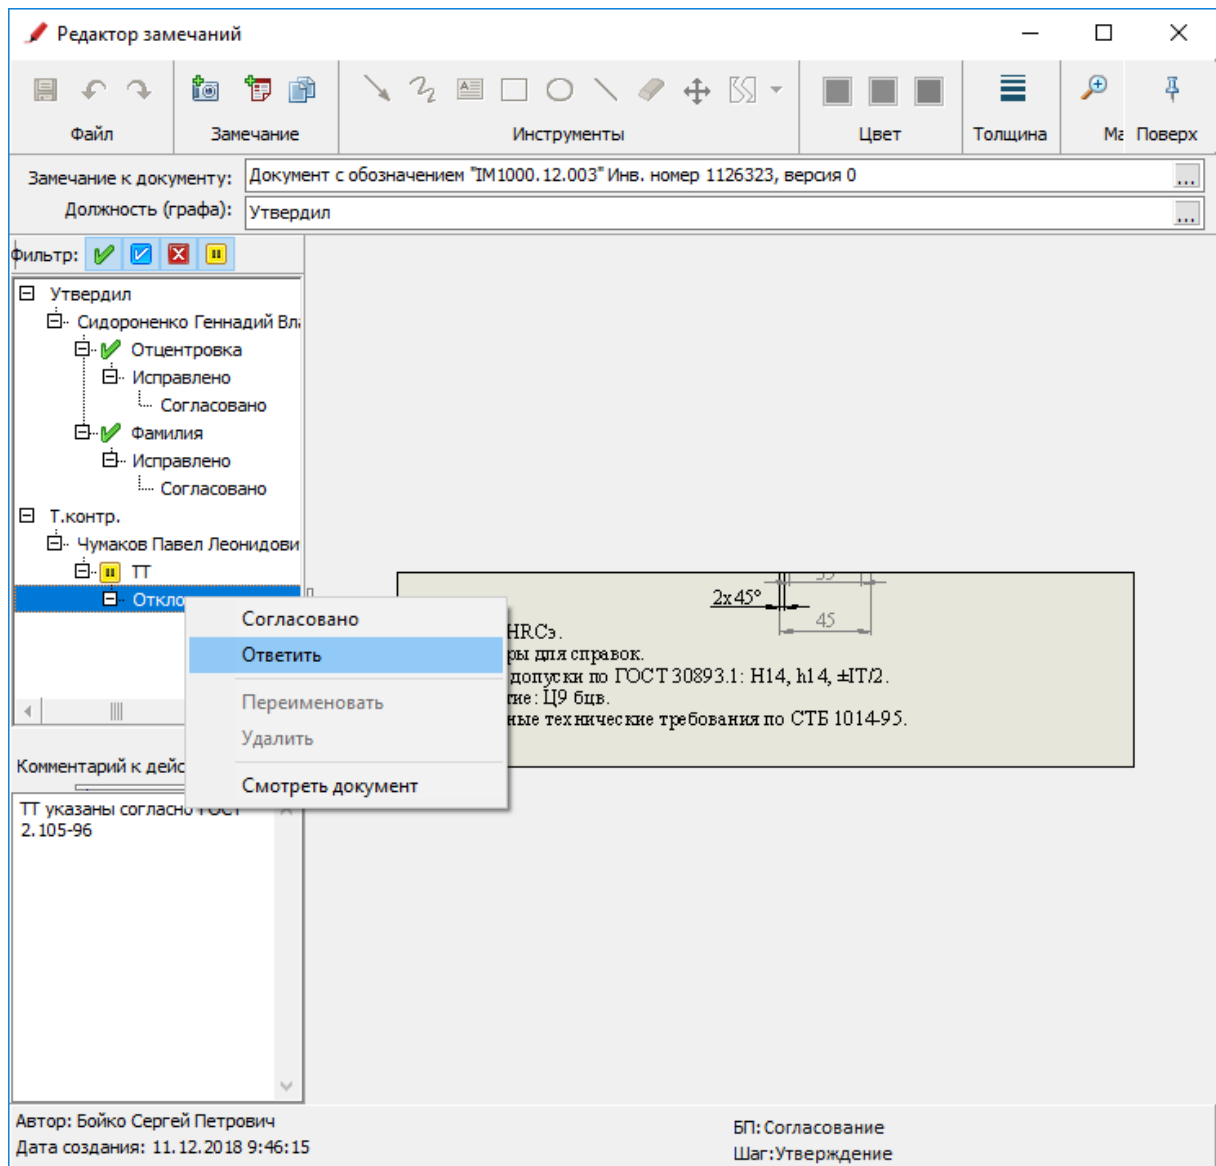 Редактор замечаний
Файл
Замечание
Инструменты
Цвет
Толщина
Поверх
Замечание к документу: Документ с обозначением "IM1000.12.003" Инв. номер 1126323, версия 0
...
Должность (графа): Утвердил
...
Фильтр:
Утвердил
Сидороненко Геннадий
Отцентровка
Исправлено
Согласовано
Фамилия
Исправлено
Согласовано
Т.контр.
Чумаков Павел
ТТ
Согласовано
Ответить
Переименовать
Удалить
Смотреть документ
2x45°
45
HRCэ.
для справок.
допуски по ГОСТ 30893.1: H14, h14, ±IT/2.
Ц9 бцв.
технические требования по СТБ 1014-95.
Комментарий к
ТТ указаны согласно ГОСТ
2.105-96
Автор: Бойко Сергей Петрович
Дата создания: 11.12.2018 9:46:15
БП:Согласование
Шаг:Утверждение